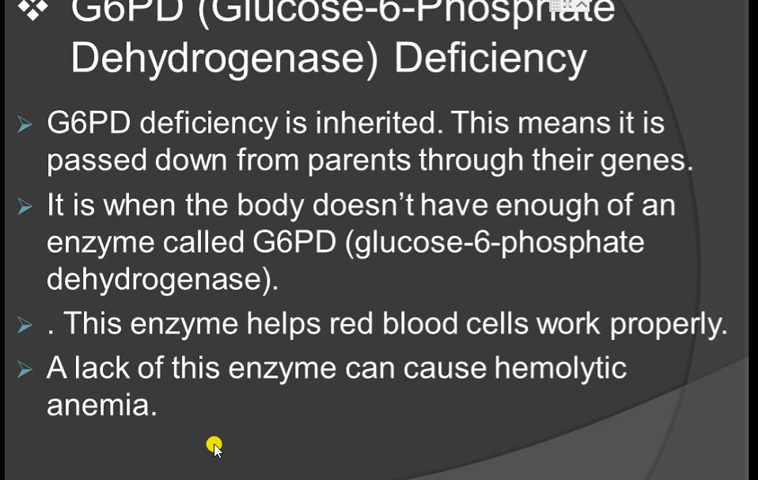 ❖ G6PD (Glucose-6-Phosphate
Dehydrogenase) Deficiency
➢ G6PD deficiency is inherited. This means it is
passed down from parents through their genes.
➢ It is when the body doesn’t have enough of an
enzyme called G6PD (glucose-6-phosphate
dehydrogenase).
➢ . This enzyme helps red blood cells work properly.
➢ A lack of this enzyme can cause hemolytic
anemia.